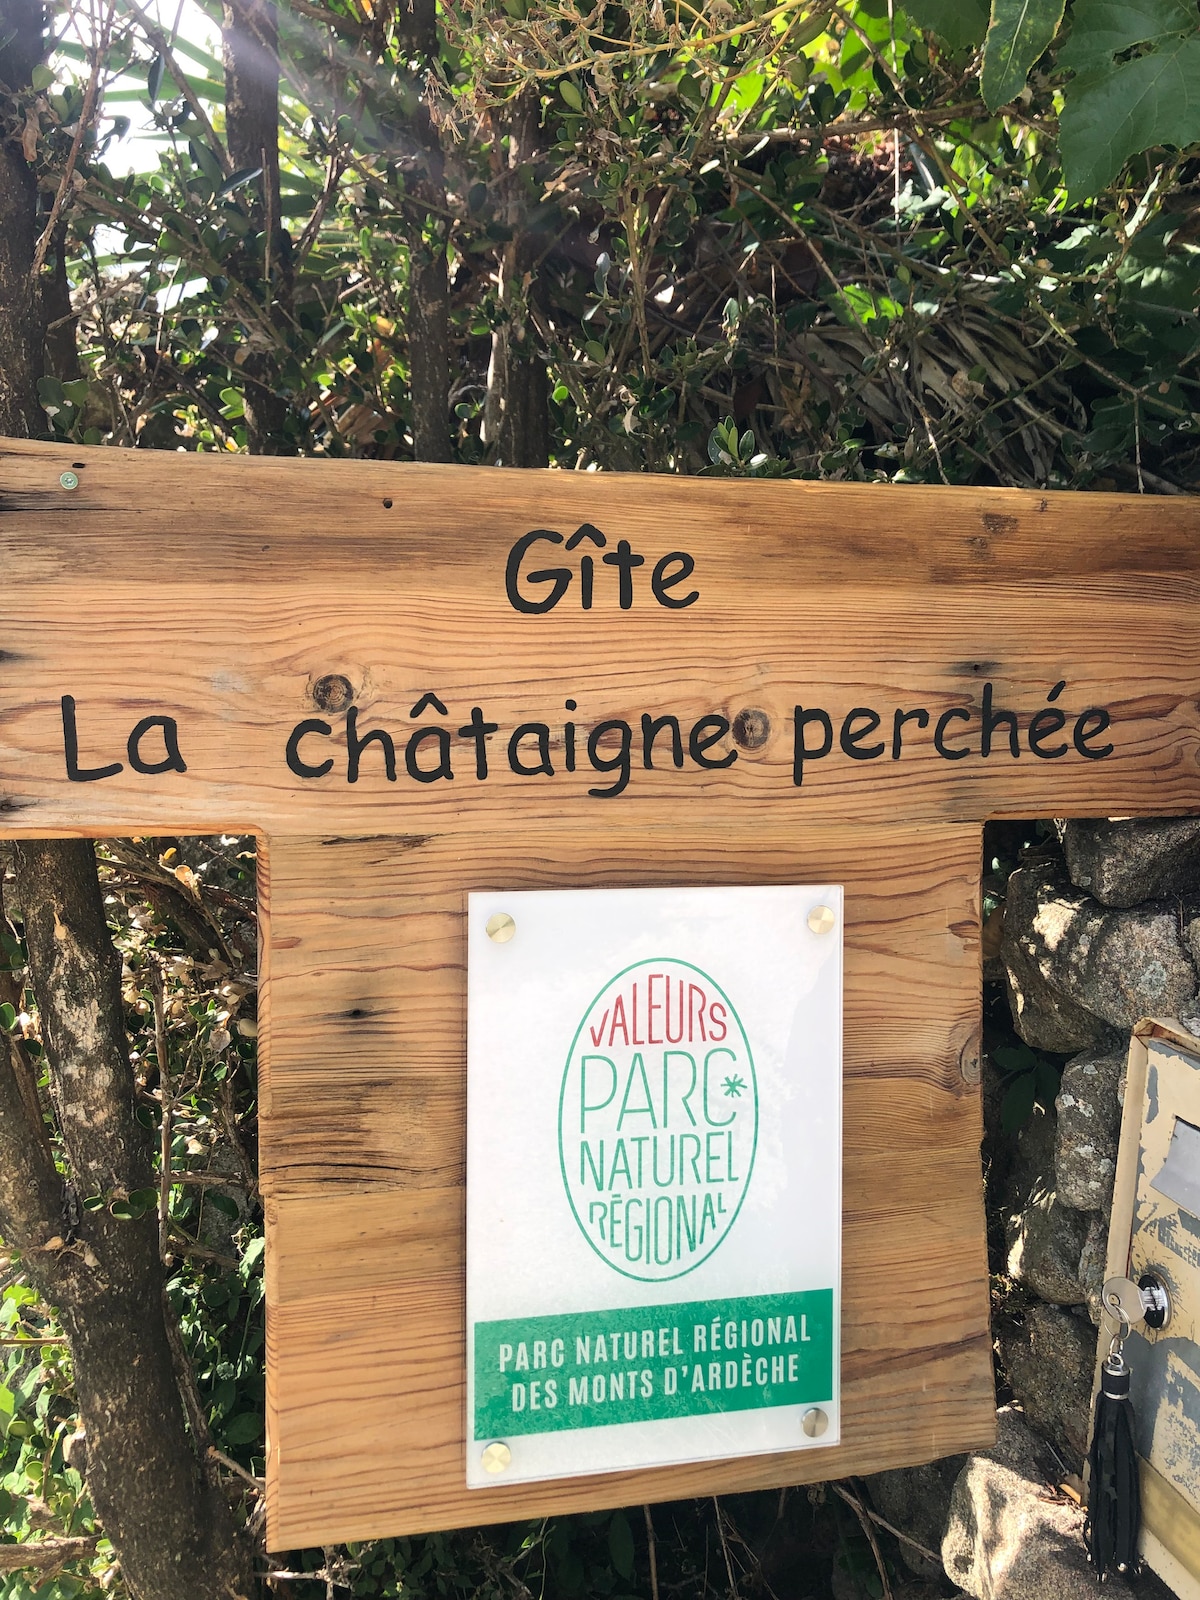 Gîte
La châtaigne perchée
VALEURS
PARC*
NATUREL
RÉGIONAL
PARC NATUREL RÉGIONAL
DES MONTS D'ARDÈCHE